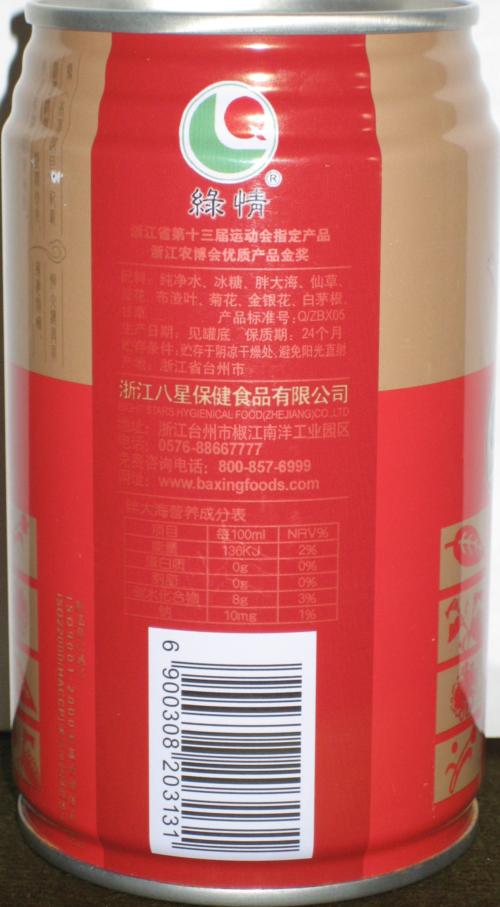 ®
綠情
浙江省第十三届运动会指定产品
浙江农博会优质产品金奖
配料：纯净水、冰糖、胖大海、仙草、
布渣叶、菊花、金银花、白茅根、
甘草 产品标准号：Q/ZBX05
生产日期：见罐底 保质期：24个月
贮存条件：贮存于阴凉干燥处，避免阳光直射
产地：浙江省台州市
浙江八星保健食品有限公司
EIGHT STARS HYGIENICAL FOOD(ZHEJIANG)CO.,LTD
地址：浙江台州市椒江南洋工业园区
电话：0576-88667777
免费咨询电话：800-857-6999
网址：www.baxingfoods.com
胖大海营养成分表
项目 每100ml NRV%
能量 136KJ 2%
蛋白质 0g 0%
脂肪 0g 0%
碳水化合物 8g 3%
钠 10mg 1%
6 900308 203131